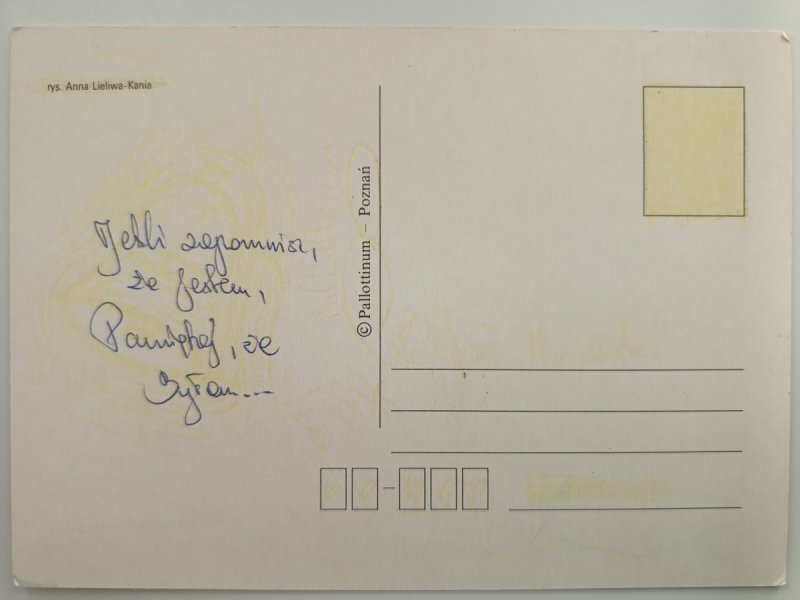 rys. Anna Lieliwa-Kania
Jeśli zapomnisz,
że jestem,
Pamiętaj, że
byłam...
© Pallottinum – Poznań